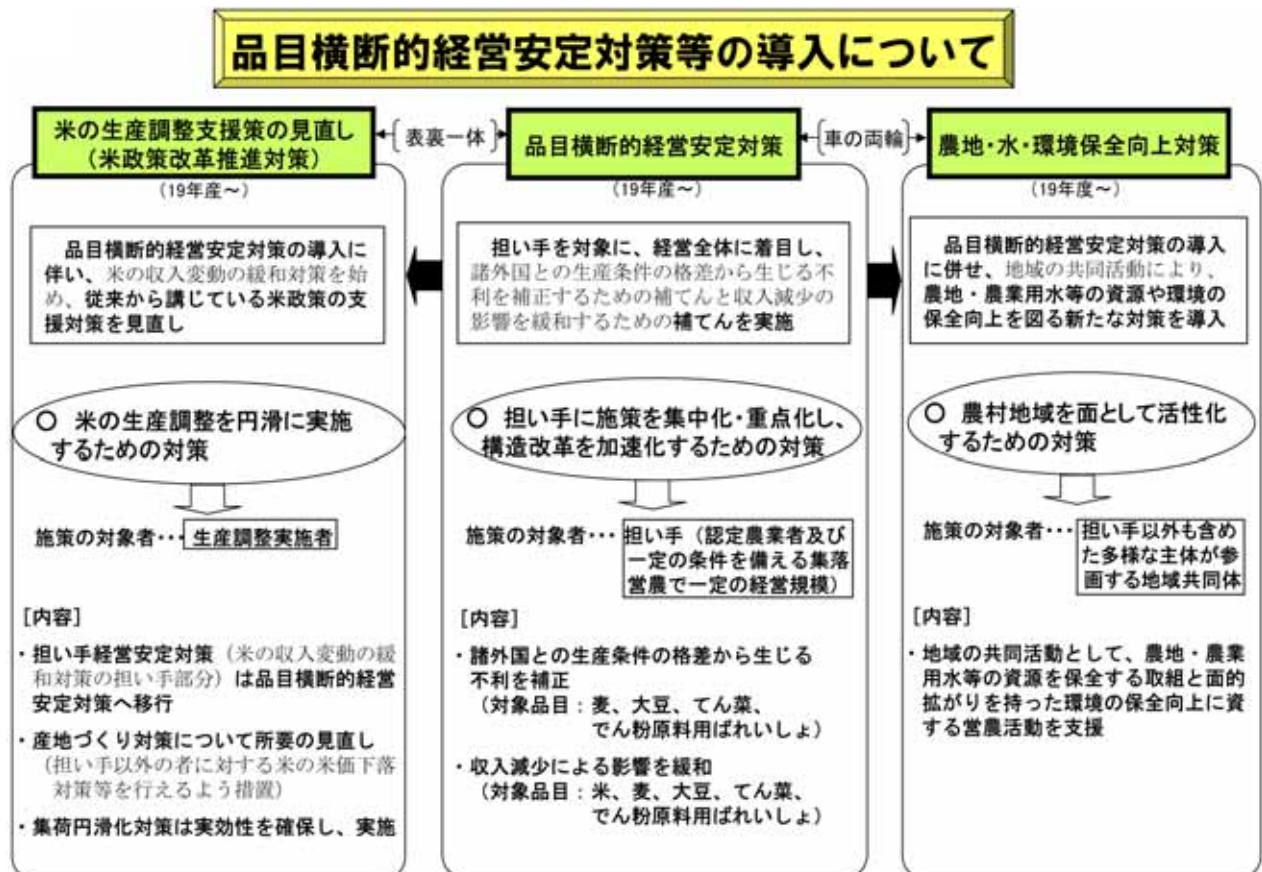 品目横断的経営安定対策等の導入について
米の生産調整支援策の見直し
（米政策改革推進対策）
表裏一体
品目横断的経営安定対策
車の両輪
農地・水・環境保全向上対策
（19年産～）
品目横断的経営安定対策の導入に
伴い、米の収入変動の緩和対策を始
め、従来から講じている米政策の支
援対策を見直し
○ 米の生産調整を円滑に実施
するための対策
施策の対象者･･･生産調整実施者
［内容］
・担い手経営安定対策（米の収入変動の緩
和対策の担い手部分）は品目横断的経営
安定対策へ移行
・産地づくり対策について所要の見直し
（担い手以外の者に対する米の米価下落
対策等を行えるよう措置）
・集荷円滑化対策は実効性を確保し、実施
（19年産～）
担い手を対象に、経営全体に着目し、
諸外国との生産条件の格差から生じる不
利を補正するための補てんと収入減少の
影響を緩和するための補てんを実施
○ 担い手に施策を集中化・重点化し、
構造改革を加速化するための対策
施策の対象者･･･担い手（認定農業者及び
一定の条件を備える集落
営農で一定の経営規模）
［内容］
・諸外国との生産条件の格差から生じる
不利を補正
（対象品目：麦、大豆、てん菜、
でん粉原料用ばれいしょ）
・収入減少による影響を緩和
（対象品目：米、麦、大豆、てん菜、
でん粉原料用ばれいしょ）
（19年度～）
品目横断的経営安定対策の導入
に併せ、地域の共同活動により、
農地・農業用水等の資源や環境の
保全向上を図る新たな対策を導入
○ 農村地域を面として活性化
するための対策
施策の対象者･･･担い手以外も含め
た多様な主体が参
画する地域共同体
［内容］
・地域の共同活動として、農地・農業
用水等の資源を保全する取組と面的
拡がりを持った環境の保全向上に資
する営農活動を支援